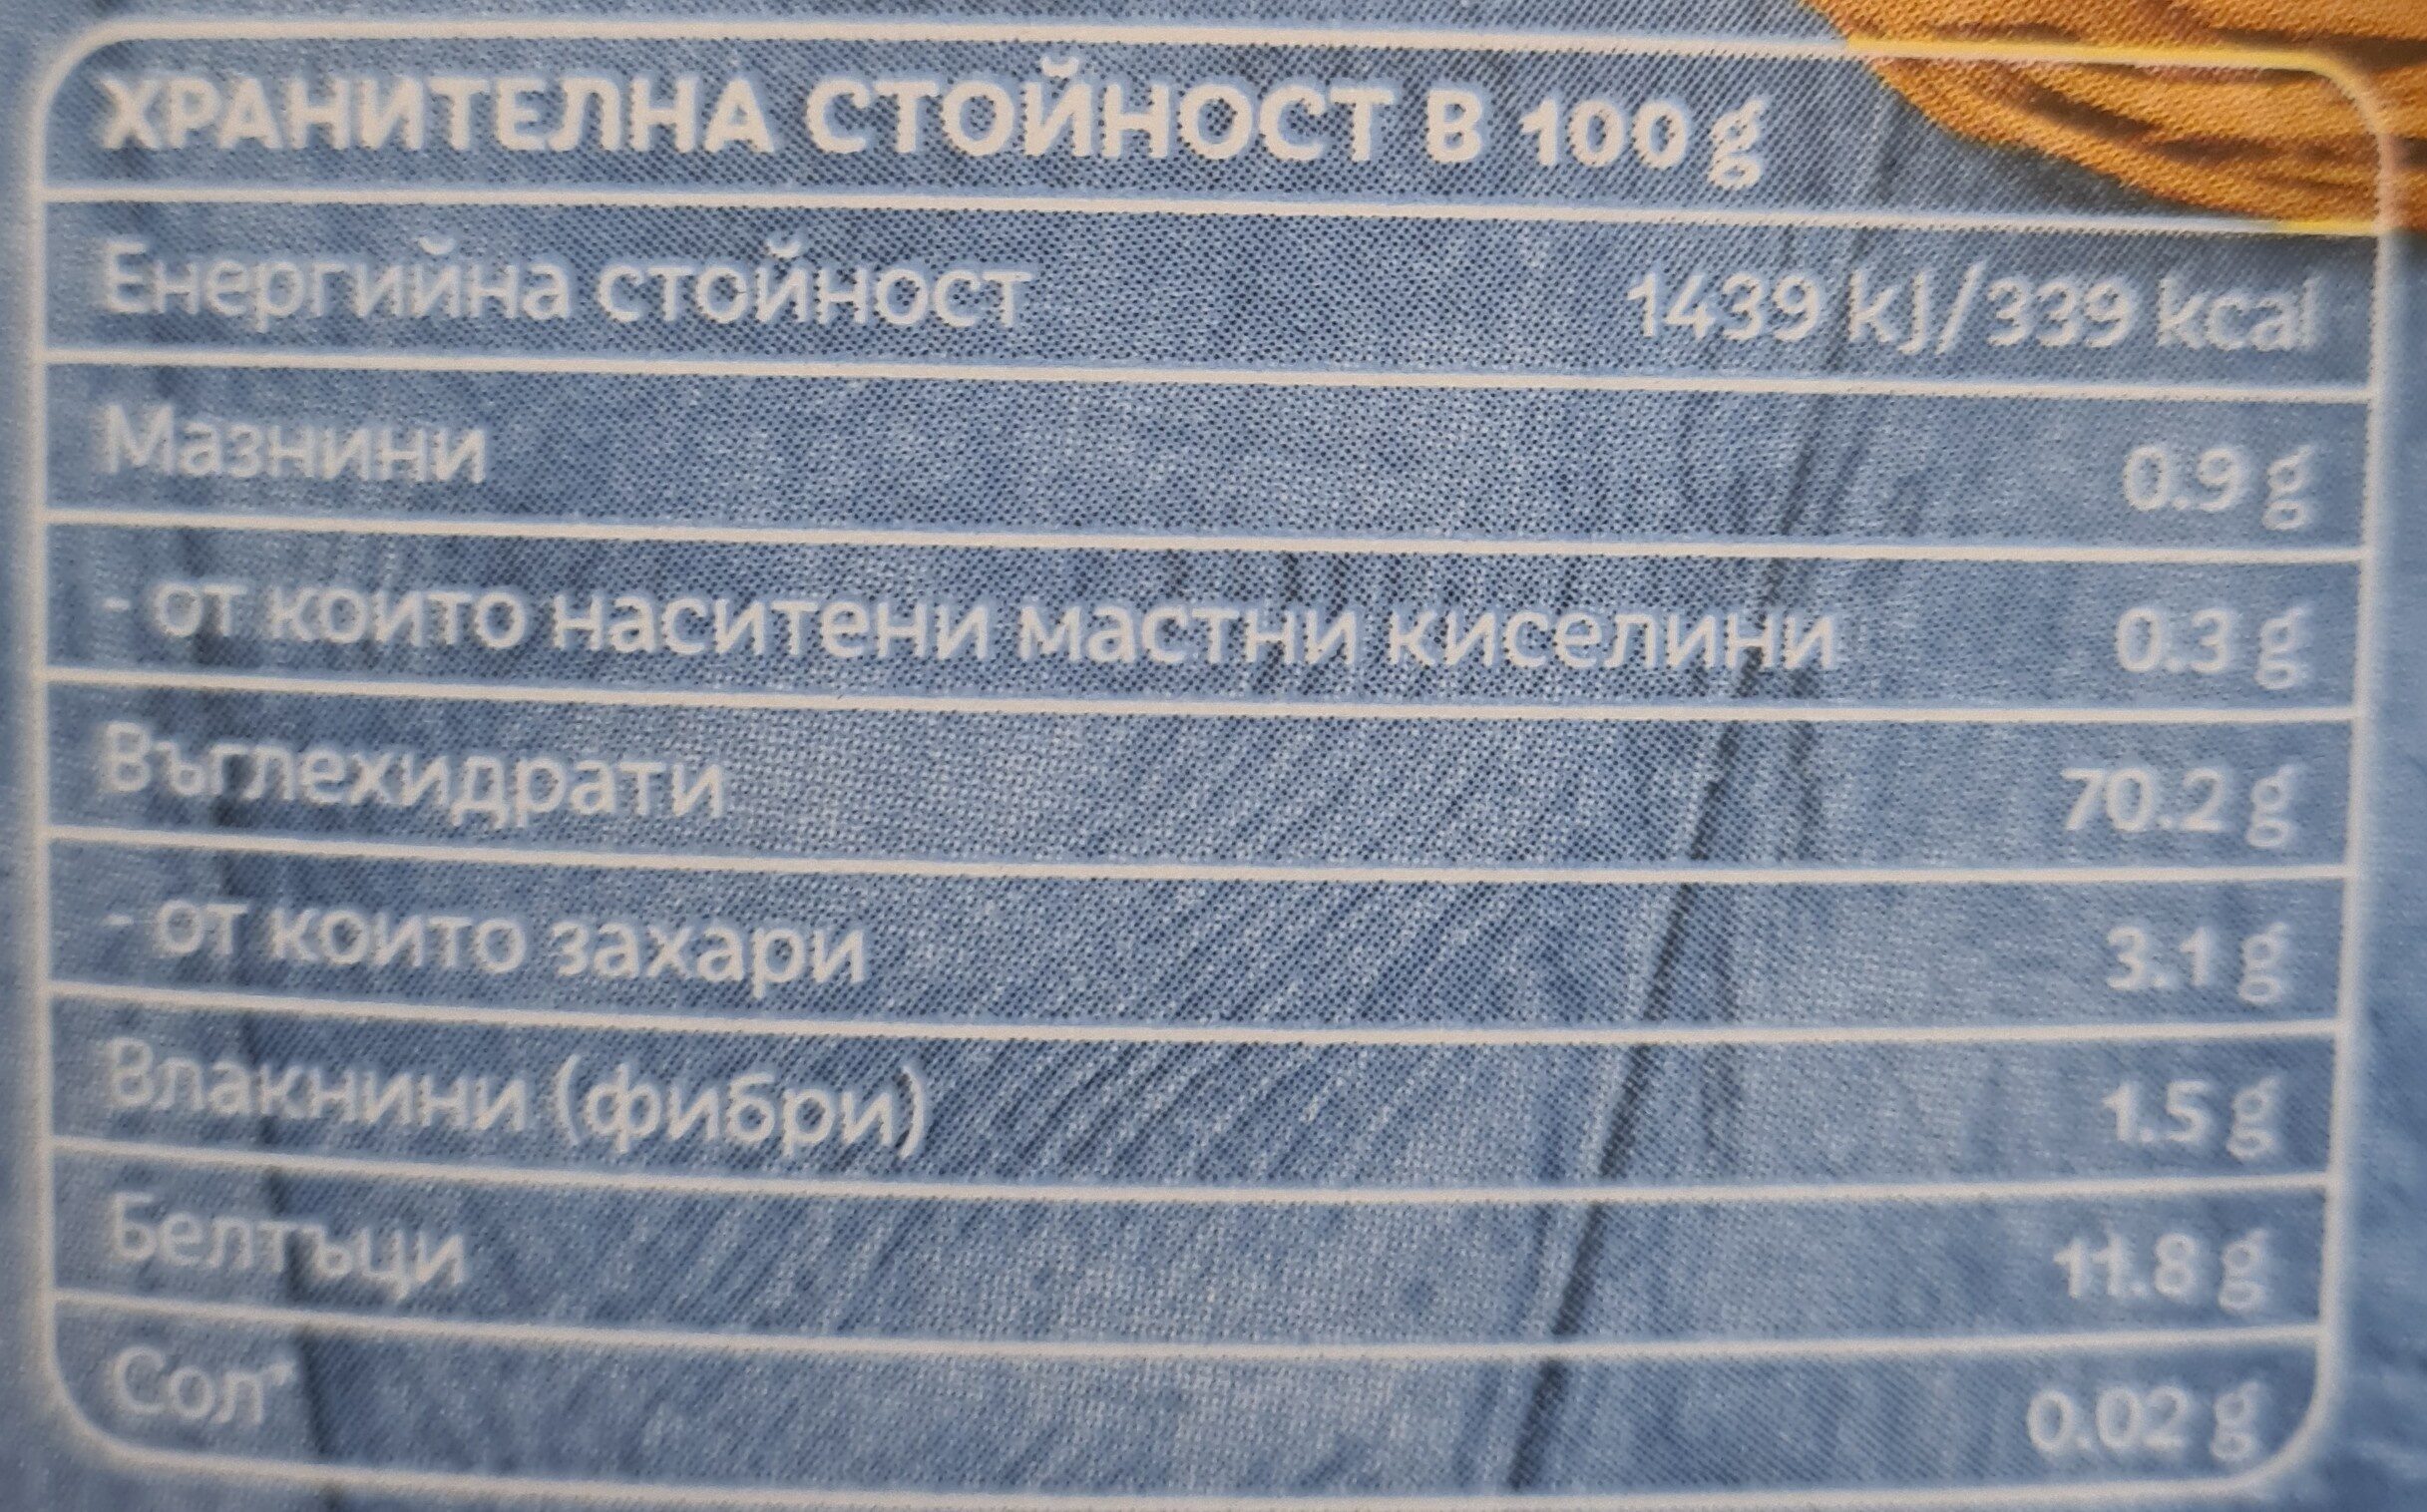 ХРАНИТЕЛНА СТОЙНОСТ В 100 g
Енергийна стойност 1439 kJ/339 kcal
Мазнини 0.9 g
- от които наситени мастни киселини 0.3 g
Въглехидрати 70.2 g
- от които захари 3.1 g
Влакнини (фибри) 1.5 g
Белтъци 11.8 g
Сол* 0.02 g